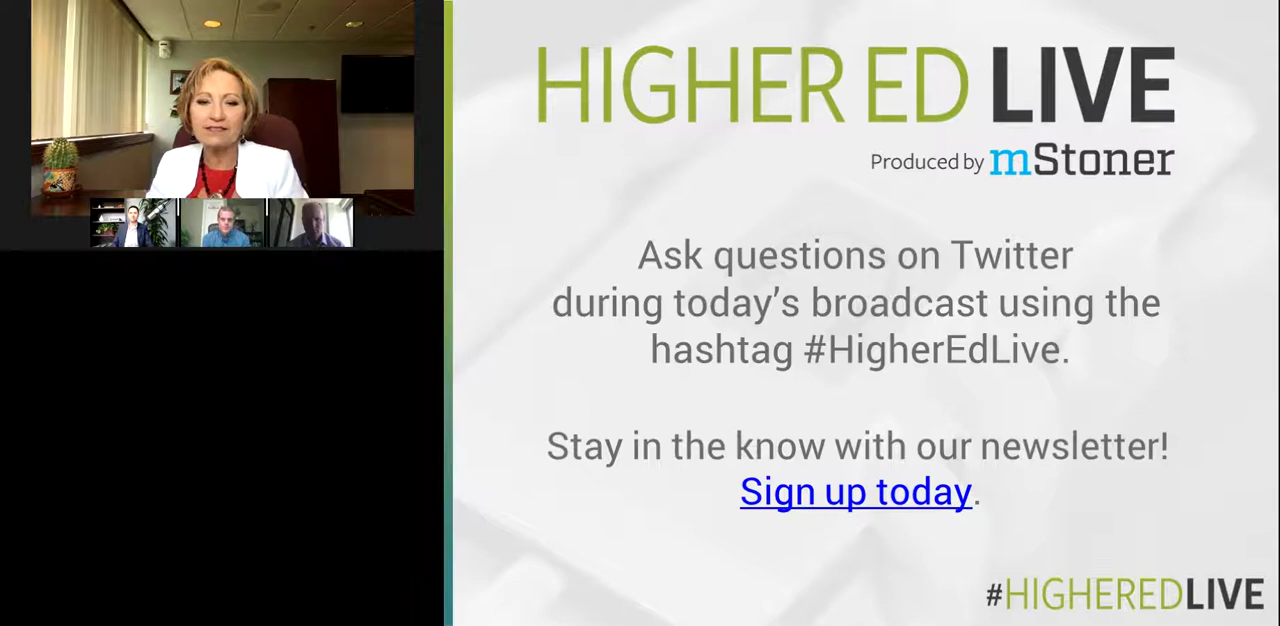 HIGHER ED LIVE
Produced by mStoner
Ask questions on Twitter
during today's broadcast using the
hashtag #HigherEdLive.
Stay in the know with our newsletter!
Sign up today.
#HIGHEREDLIVE